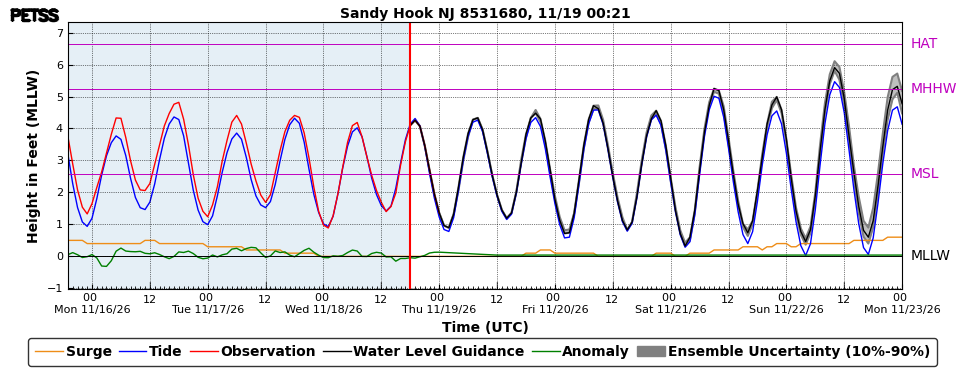 PETSS
Sandy Hook NJ 8531680, 11/19 00:21
Height in Feet (MLLW)
7
6
5
4
3
2
1
0
−1
HAT
MHHW
MSL
MLLW
00 12 00 12 00 12 00 12 00 12 00 12 00 12 00
Mon 11/16/26 Tue 11/17/26 Wed 11/18/26 Thu 11/19/26 Fri 11/20/26 Sat 11/21/26 Sun 11/22/26 Mon 11/23/26
Time (UTC)
Surge Tide Observation Water Level Guidance Anomaly Ensemble Uncertainty (10%-90%)